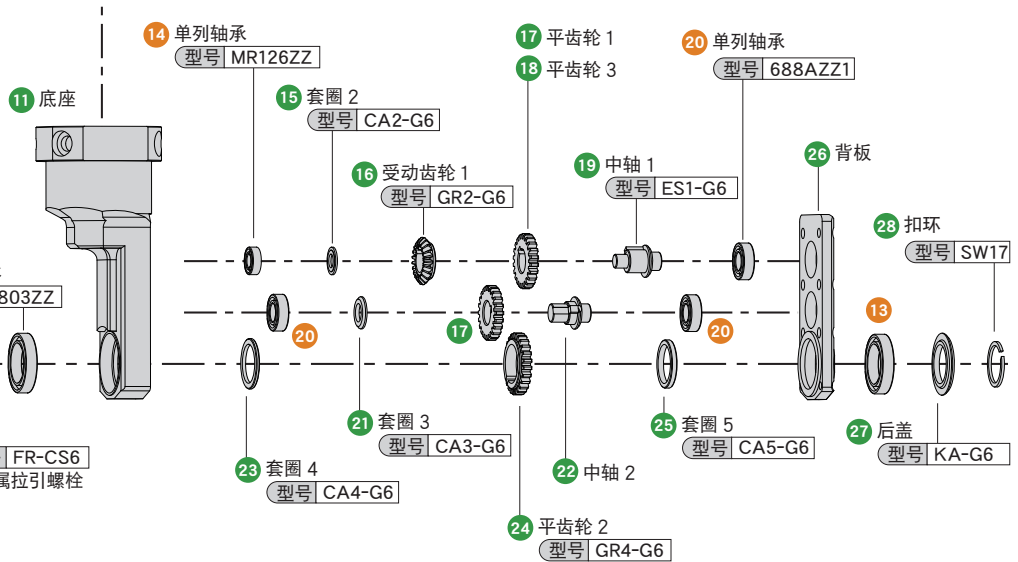 14 单列轴承
型号 MR126ZZ
17 平齿轮 1
18 平齿轮 3
20 单列轴承
型号 688AZZ1
11 底座
15 套圈 2
型号 CA2-G6
16 受动齿轮 1
型号 GR2-G6
19 中轴 1
型号 ES1-G6
26 背板
28 扣环
型号 SW17
803ZZ
20
17
20
13
21 套圈 3
型号 CA3-G6
25 套圈 5
型号 CA5-G6
27 后盖
型号 KA-G6
FR-CS6
属拉引螺栓
23 套圈 4
型号 CA4-G6
22 中轴 2
24 平齿轮 2
型号 GR4-G6